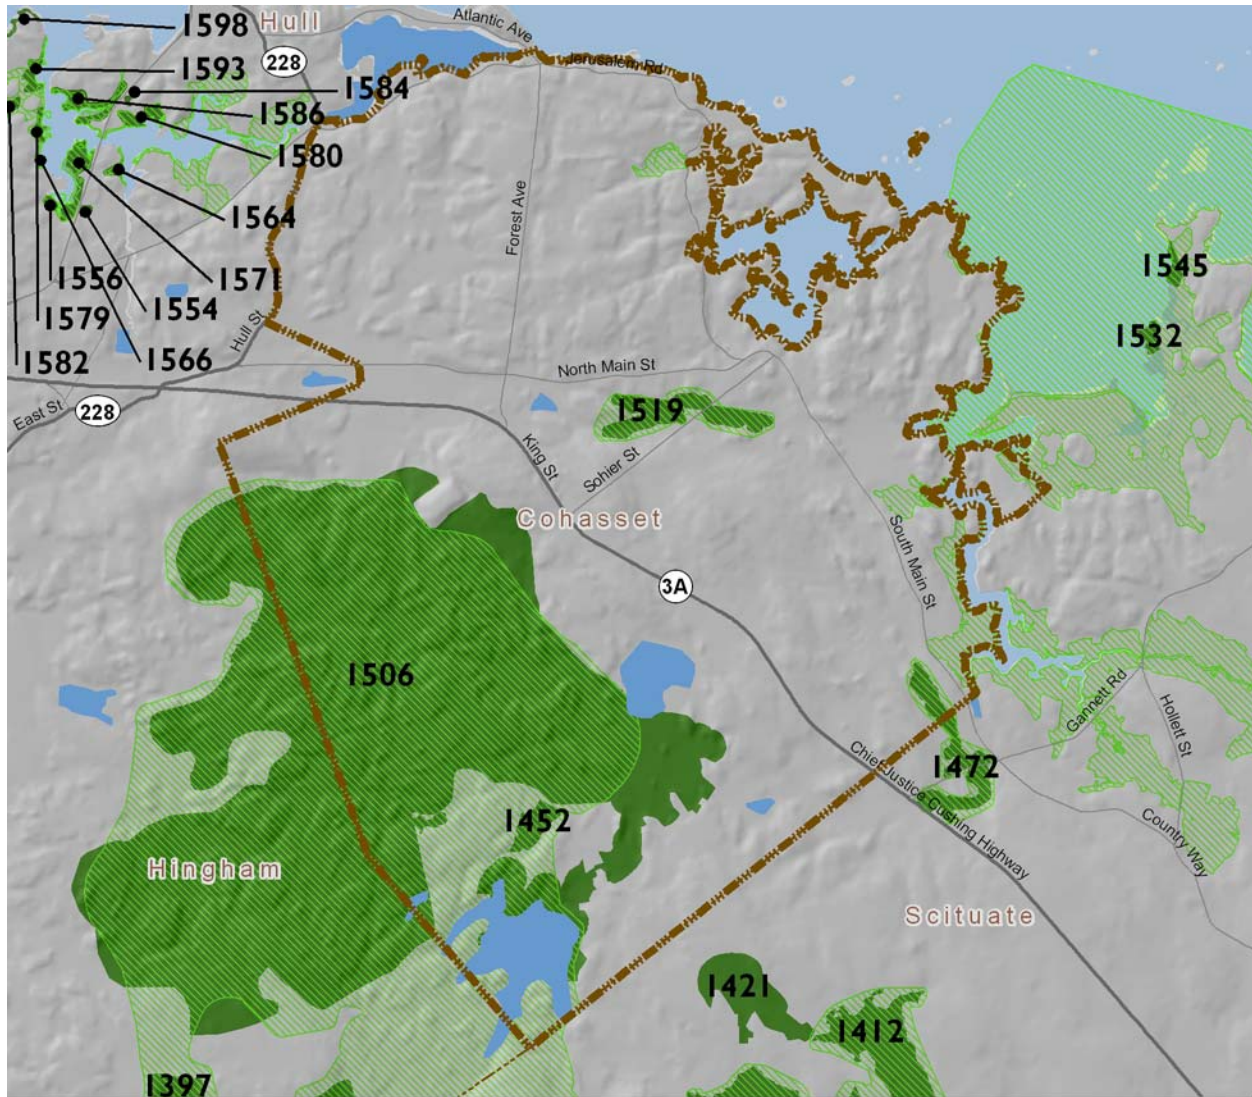 1598
Hull
Atlantic Ave
1593
228
Jerusalem Rd
1584
1586
1580
1564
Forest Ave
1556
1571
1545
1579
1554
Hull St
1532
1582
1566
North Main St
East St
228
1519
King St
Sohier St
Cohasset
South Main St
3A
1506
Gannett Rd
Hollett St
1472
Chief Justice Cushing Highway
1452
Country Way
Hingham
Scituate
1421
1412
1397